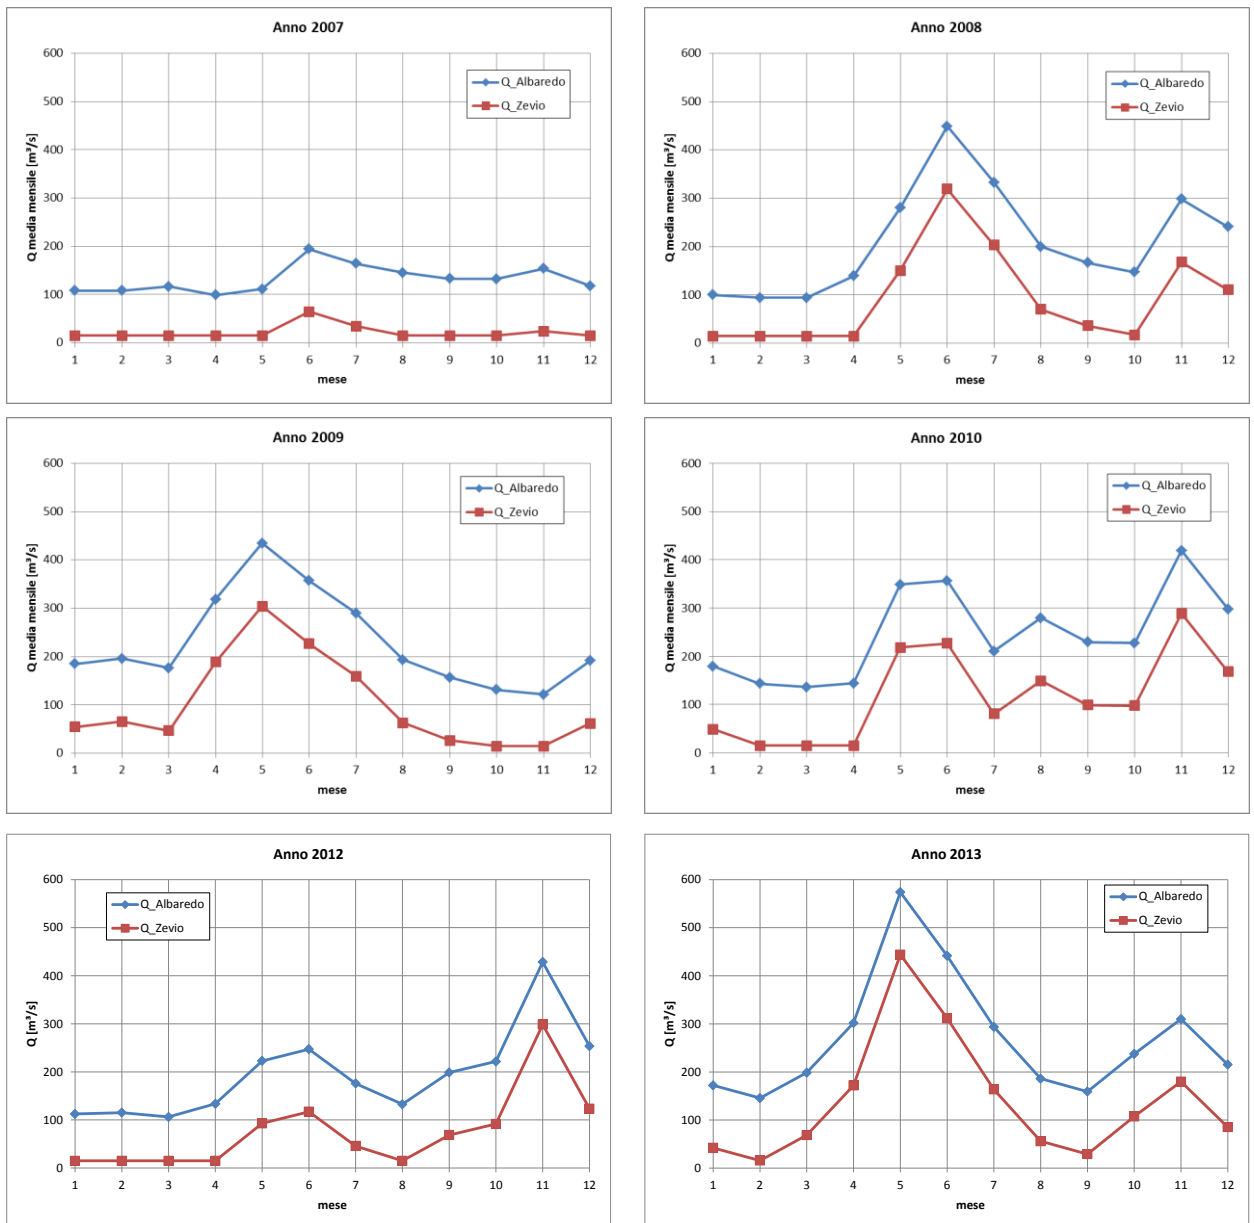 Anno 2007
Q media mensile [m³/s]
600
500
400
300
200
100
0
Q_Albaredo
Q_Zevio
1 2 3 4 5 6 7 8 9 10 11 12
mese
Anno 2008
Q media mensile [m³/s]
600
500
400
300
200
100
0
Q_Albaredo
Q_Zevio
1 2 3 4 5 6 7 8 9 10 11 12
mese
Anno 2009
Q media mensile [m³/s]
600
500
400
300
200
100
0
Q_Albaredo
Q_Zevio
1 2 3 4 5 6 7 8 9 10 11 12
mese
Anno 2010
Q media mensile [m³/s]
600
500
400
300
200
100
0
Q_Albaredo
Q_Zevio
1 2 3 4 5 6 7 8 9 10 11 12
mese
Anno 2012
Q [m³/s]
600
500
400
300
200
100
0
Q_Albaredo
Q_Zevio
1 2 3 4 5 6 7 8 9 10 11 12
mese
Anno 2013
Q [m³/s]
600
500
400
300
200
100
0
Q_Albaredo
Q_Zevio
1 2 3 4 5 6 7 8 9 10 11 12
mese